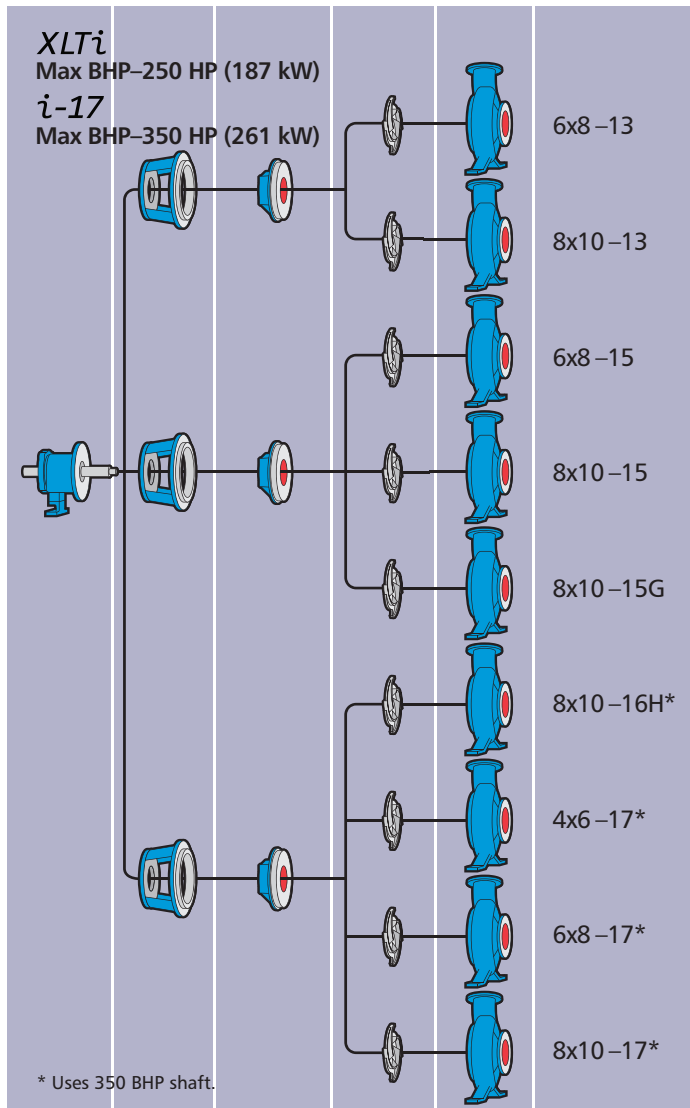 XLTi
Max BHP–250 HP (187 kW)
i-17
Max BHP–350 HP (261 kW)
6x8 –13
8x10 –13
6x8 –15
8x10 –15
8x10 –15G
8x10 –16H*
4x6 –17*
6x8 –17*
8x10 –17*
* Uses 350 BHP shaft.